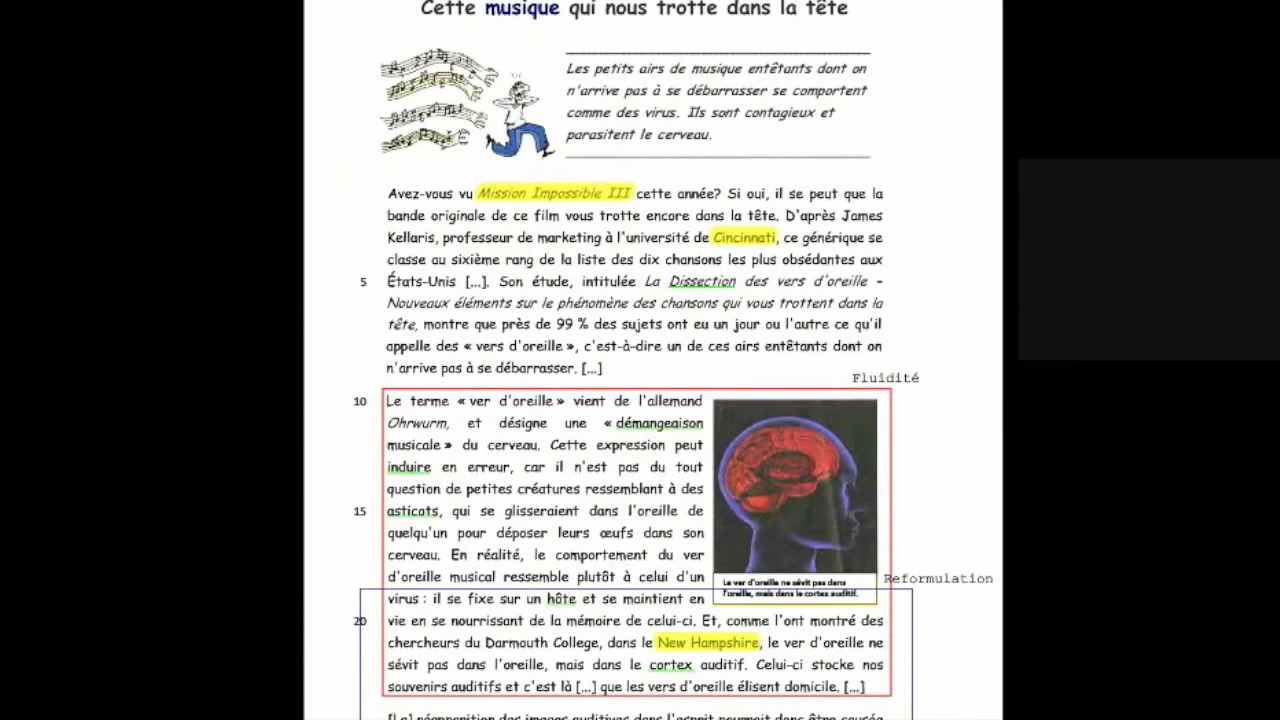 Cette musique qui nous trotte dans la tête
Les petits airs de musique entêtants dont on
n'arrive pas à se débarrasser se comportent
comme des virus. Ils sont contagieux et
parasitent le cerveau.
Avez-vous vu Mission Impossible III cette année? Si oui, il se peut que la
bande originale de ce film vous trotte encore dans la tête. D'après James
Kellaris, professeur de marketing à l'université de Cincinnati, ce générique se
classe au sixième rang de la liste des dix chansons les plus obsédantes aux
5 États-Unis [...]. Son étude, intitulée La Dissection des vers d'oreille –
Nouveaux éléments sur le phénomène des chansons qui vous trottent dans la
tête, montre que près de 99 % des sujets ont eu un jour ou l'autre ce qu'il
appelle des « vers d'oreille », c'est-à-dire un de ces airs entêtants dont on
n'arrive pas à se débarrasser. [...]
Fluidité
10 Le terme « ver d'oreille » vient de l'allemand
Ohrwurm, et désigne une « démangeaison
musicale » du cerveau. Cette expression peut
induire en erreur, car il n'est pas du tout
question de petites créatures ressemblant à des
15 asticots, qui se glisseraient dans l'oreille de
quelqu'un pour déposer leurs œufs dans son
cerveau. En réalité, le comportement du ver
d'oreille musical ressemble plutôt à celui d'un
virus : il se fixe sur un hôte et se maintient en
Le ver d'oreille ne sévit pas dans
l'oreille, mais dans le cortex auditif.
Reformulation
20 vie en se nourrissant de la mémoire de celui-ci. Et, comme l'ont montré des
chercheurs du Darmouth College, dans le New Hampshire, le ver d'oreille ne
sévit pas dans l'oreille, mais dans le cortex auditif. Celui-ci stocke nos
souvenirs auditifs et c'est là [...] que les vers d'oreille élisent domicile. [...]
[La] réapparition des images auditives dans l'esprit pourrait donc être causée